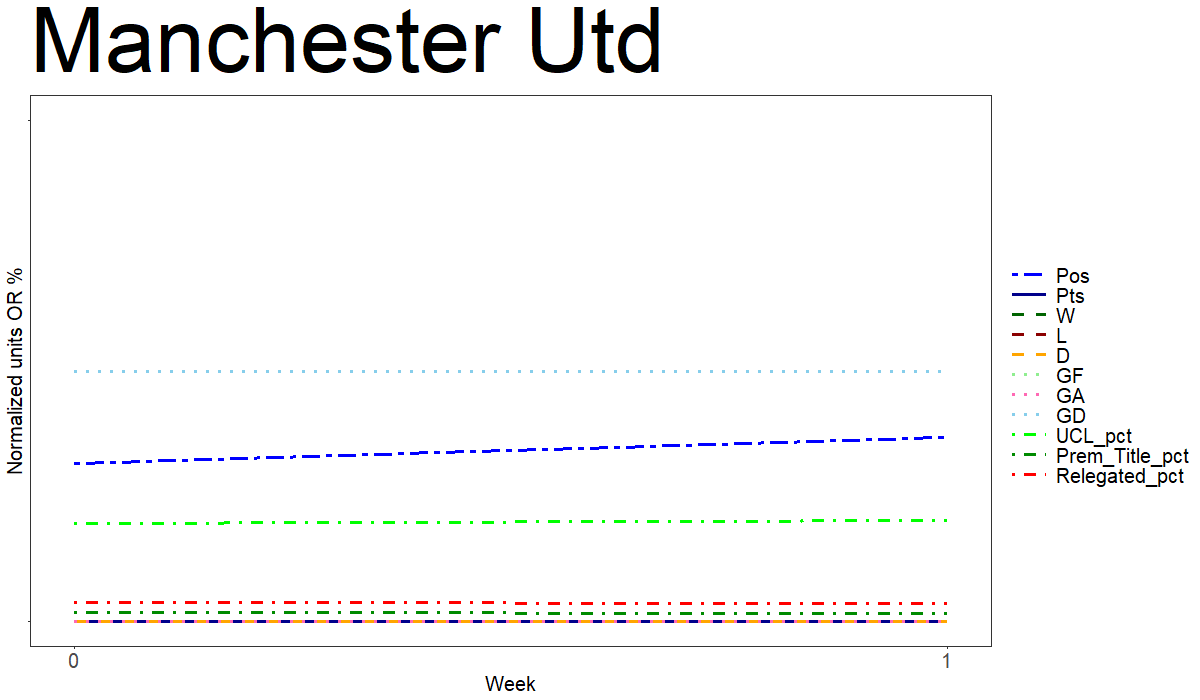 Manchester Utd
Normalized units OR %
Pos
Pts
W
L
D
GF
GA
GD
UCL_pct
Prem_Title_pct
Relegated_pct
0 1
Week